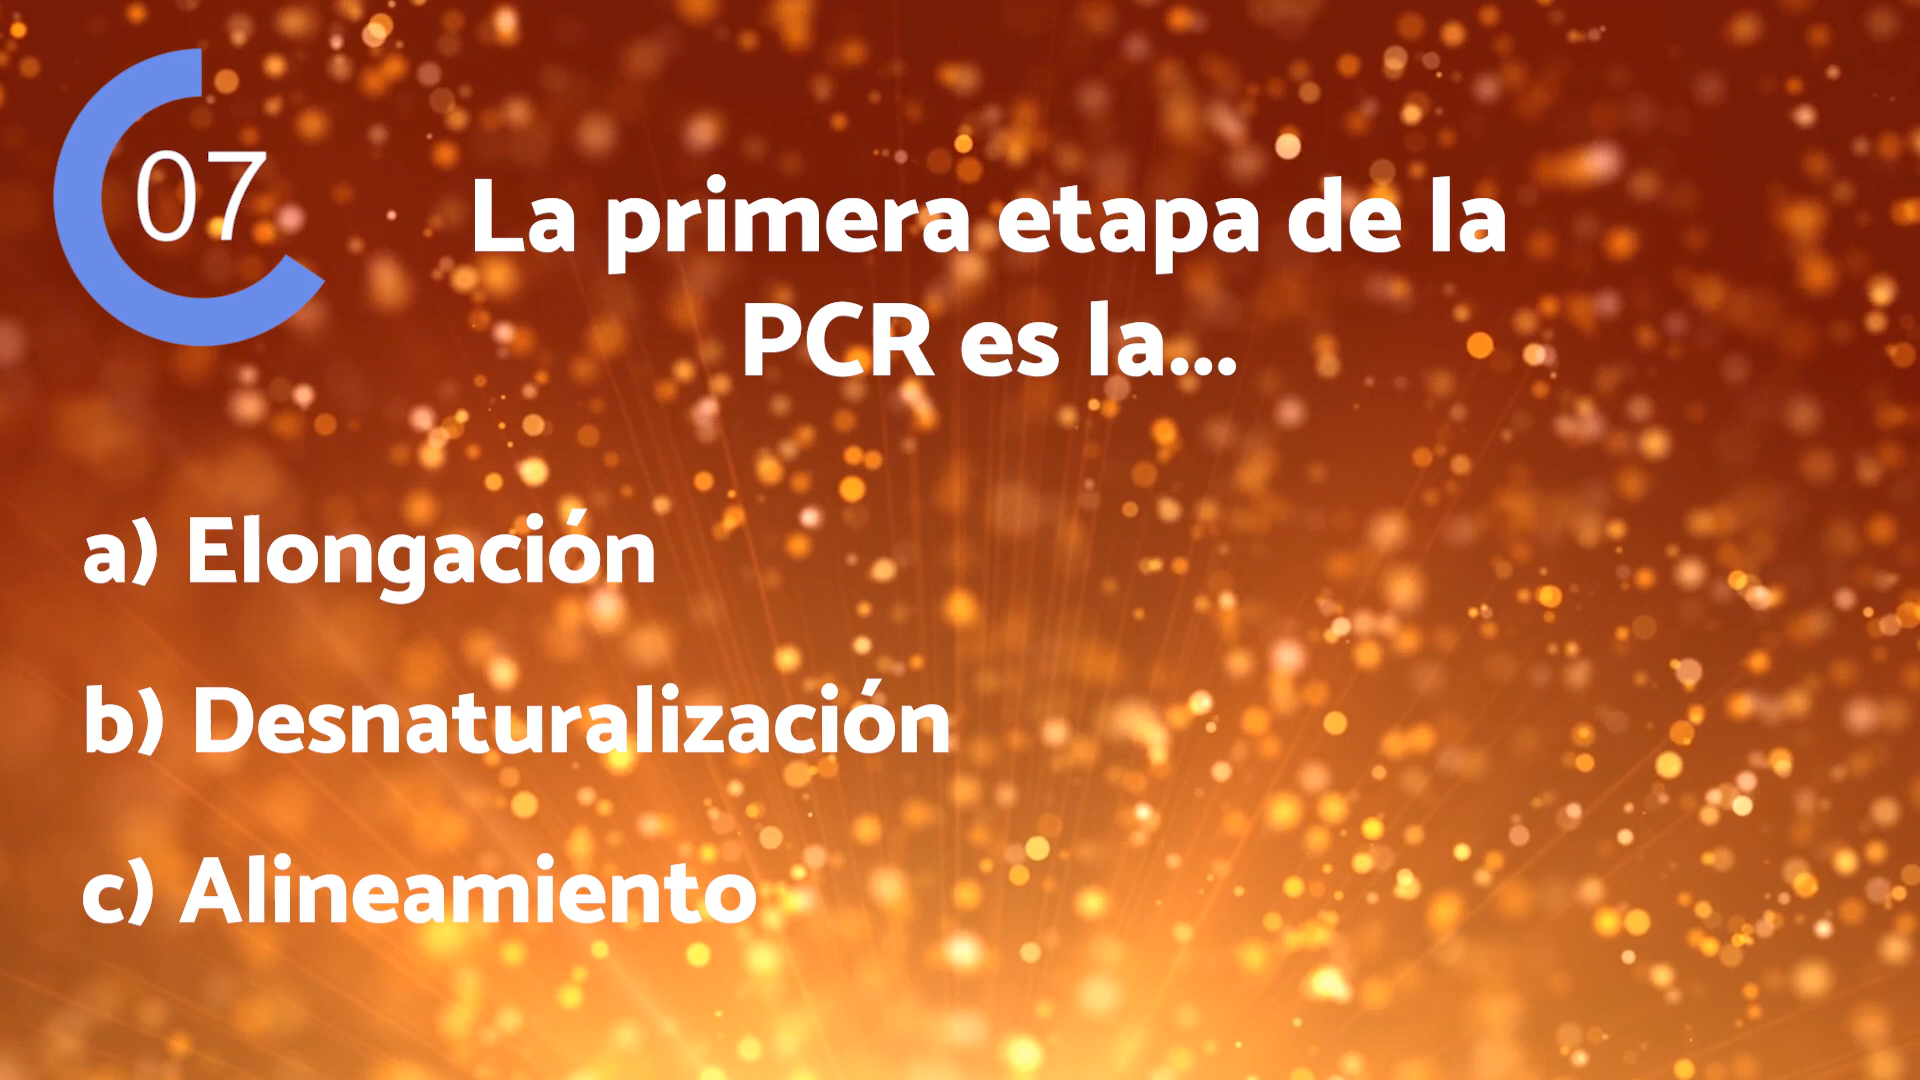 07
La primera etapa de la
PCR es la...
a) Elongación
b) Desnaturalización
c) Alineamiento